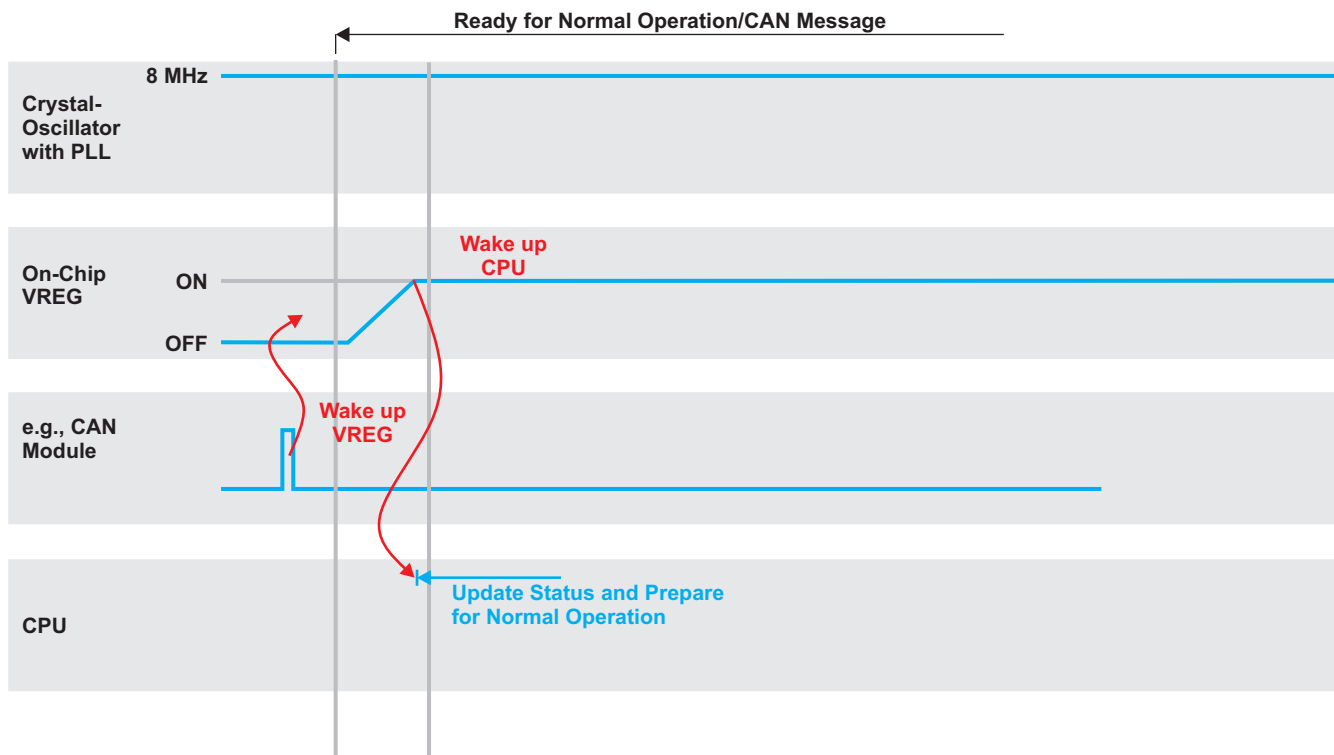 Ready for Normal Operation/CAN Message
8 MHz
Crystal-
Oscillator
with PLL
Wake up
CPU
On-Chip
VREG
ON
OFF
e.g., CAN
Module
Wake up
VREG
Update Status and Prepare
for Normal Operation
CPU